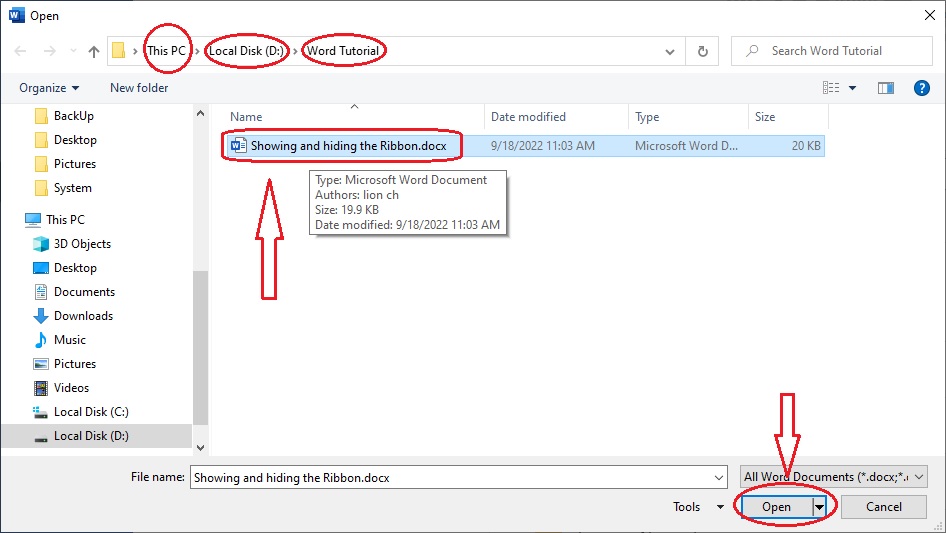 Open
This PC > Local Disk (D:) > Word Tutorial
Search Word Tutorial
Organize
New folder
Name
Date modified
Type
Size
BackUp
Desktop
Pictures
System
This PC
3D Objects
Desktop
Documents
Downloads
Music
Pictures
Videos
Local Disk (C:)
Local Disk (D:)
Showing and hiding the Ribbon.docx
9/18/2022 11:03 AM
Microsoft Word D...
20 KB
Type: Microsoft Word Document
Authors: lion ch
Size: 19.9 KB
Date modified: 9/18/2022 11:03 AM
File name:
Showing and hiding the Ribbon.docx
All Word Documents (*.docx;*.
Tools
Open
Cancel